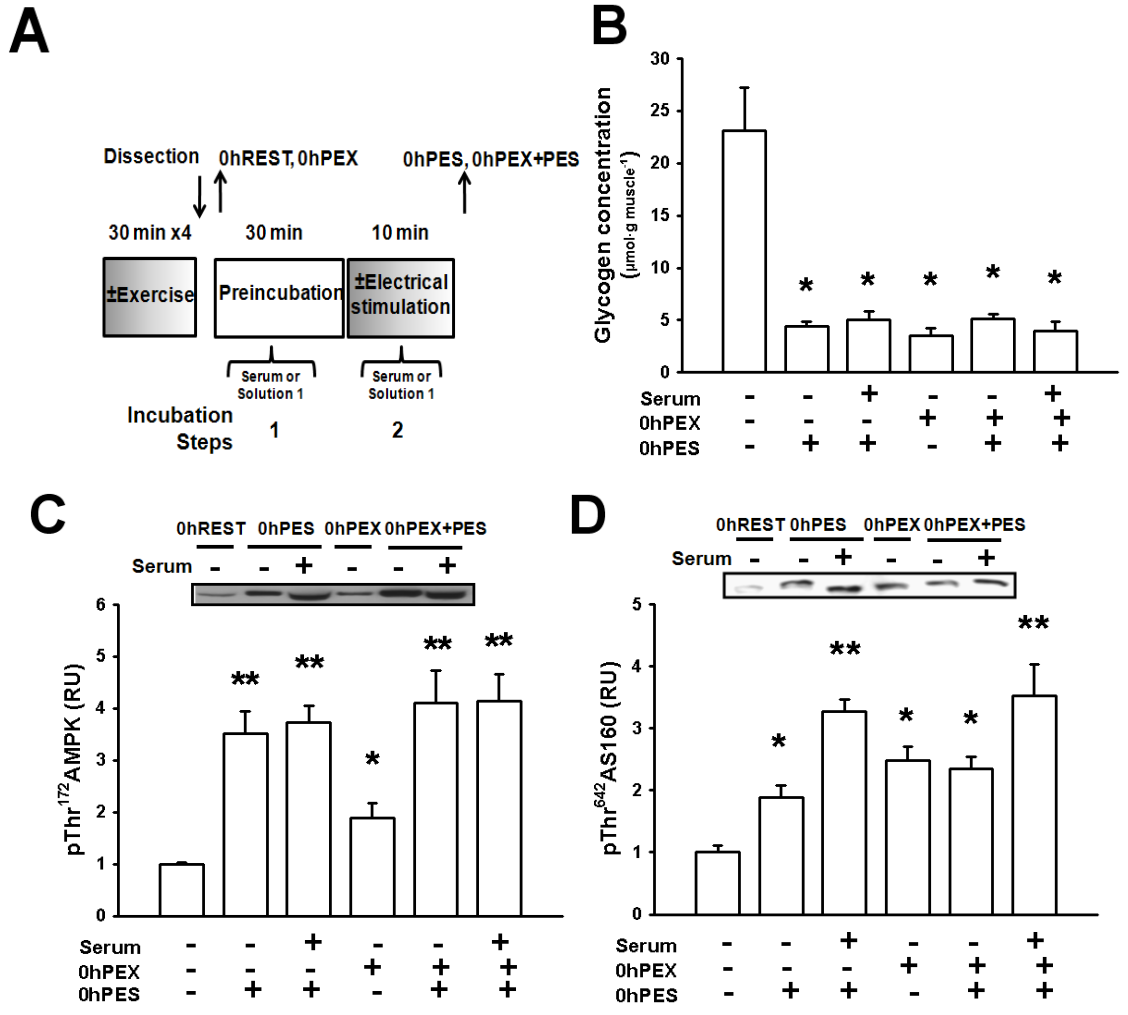 A
Dissection
0hREST, 0hPEX
0hPES, 0hPEX+PES
30 min x4
30 min
10 min
±Exercise
Preincubation
±Electrical
stimulation
Serum or
Solution 1
Serum or
Solution 1
Incubation
Steps
1
2
B
Glycogen concentration
(µmol·g muscle⁻¹)
30
25
20
15
10
5
0
* * * * *
Serum - - + - - +
0hPEX - - - + + +
0hPES - + + - + +
C
0hREST 0hPES 0hPEX 0hPEX+PES
Serum - - + - - +
pThr¹⁷²AMPK (RU)
6
5
4
3
2
1
0
** ** * ** **
Serum - - + - - +
0hPEX - - - + + +
0hPES - + + - + +
D
0hREST 0hPES 0hPEX 0hPEX+PES
Serum - - + - - +
pThr⁶⁴²AS160 (RU)
5
4
3
2
1
0
* ** * * **
Serum - - + - - +
0hPEX - - - + + +
0hPES - + + - + +